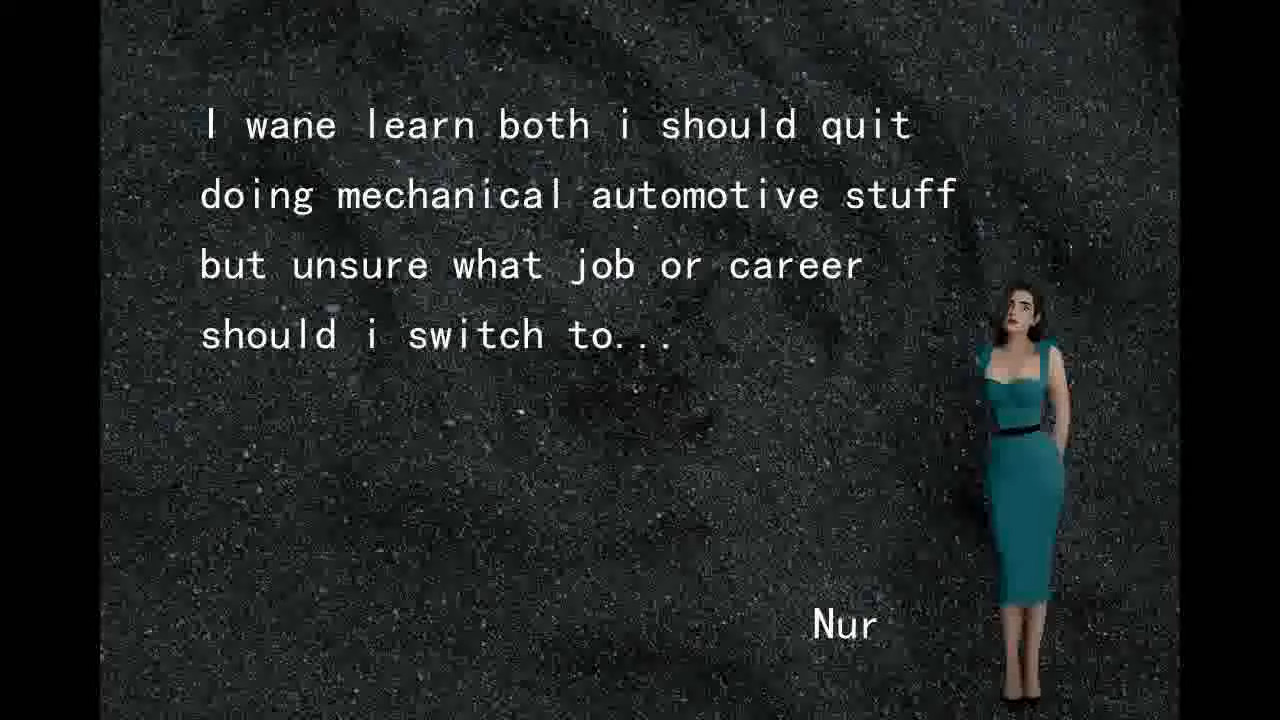 I wane learn both i should quit
doing mechanical automotive stuff
but unsure what job or career
should i switch to...
Nur